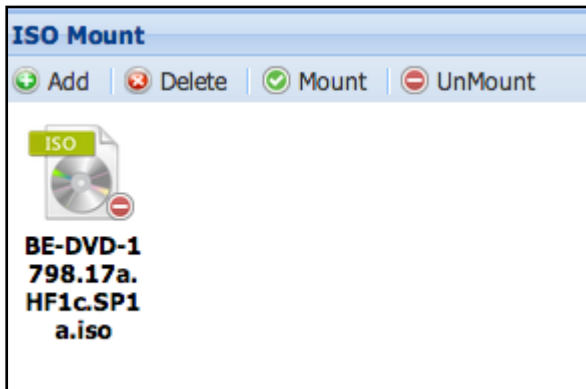 ISO Mount
Add Delete Mount UnMount
ISO
BE-DVD-1
798.17a.
HF1c.SP1
a.iso